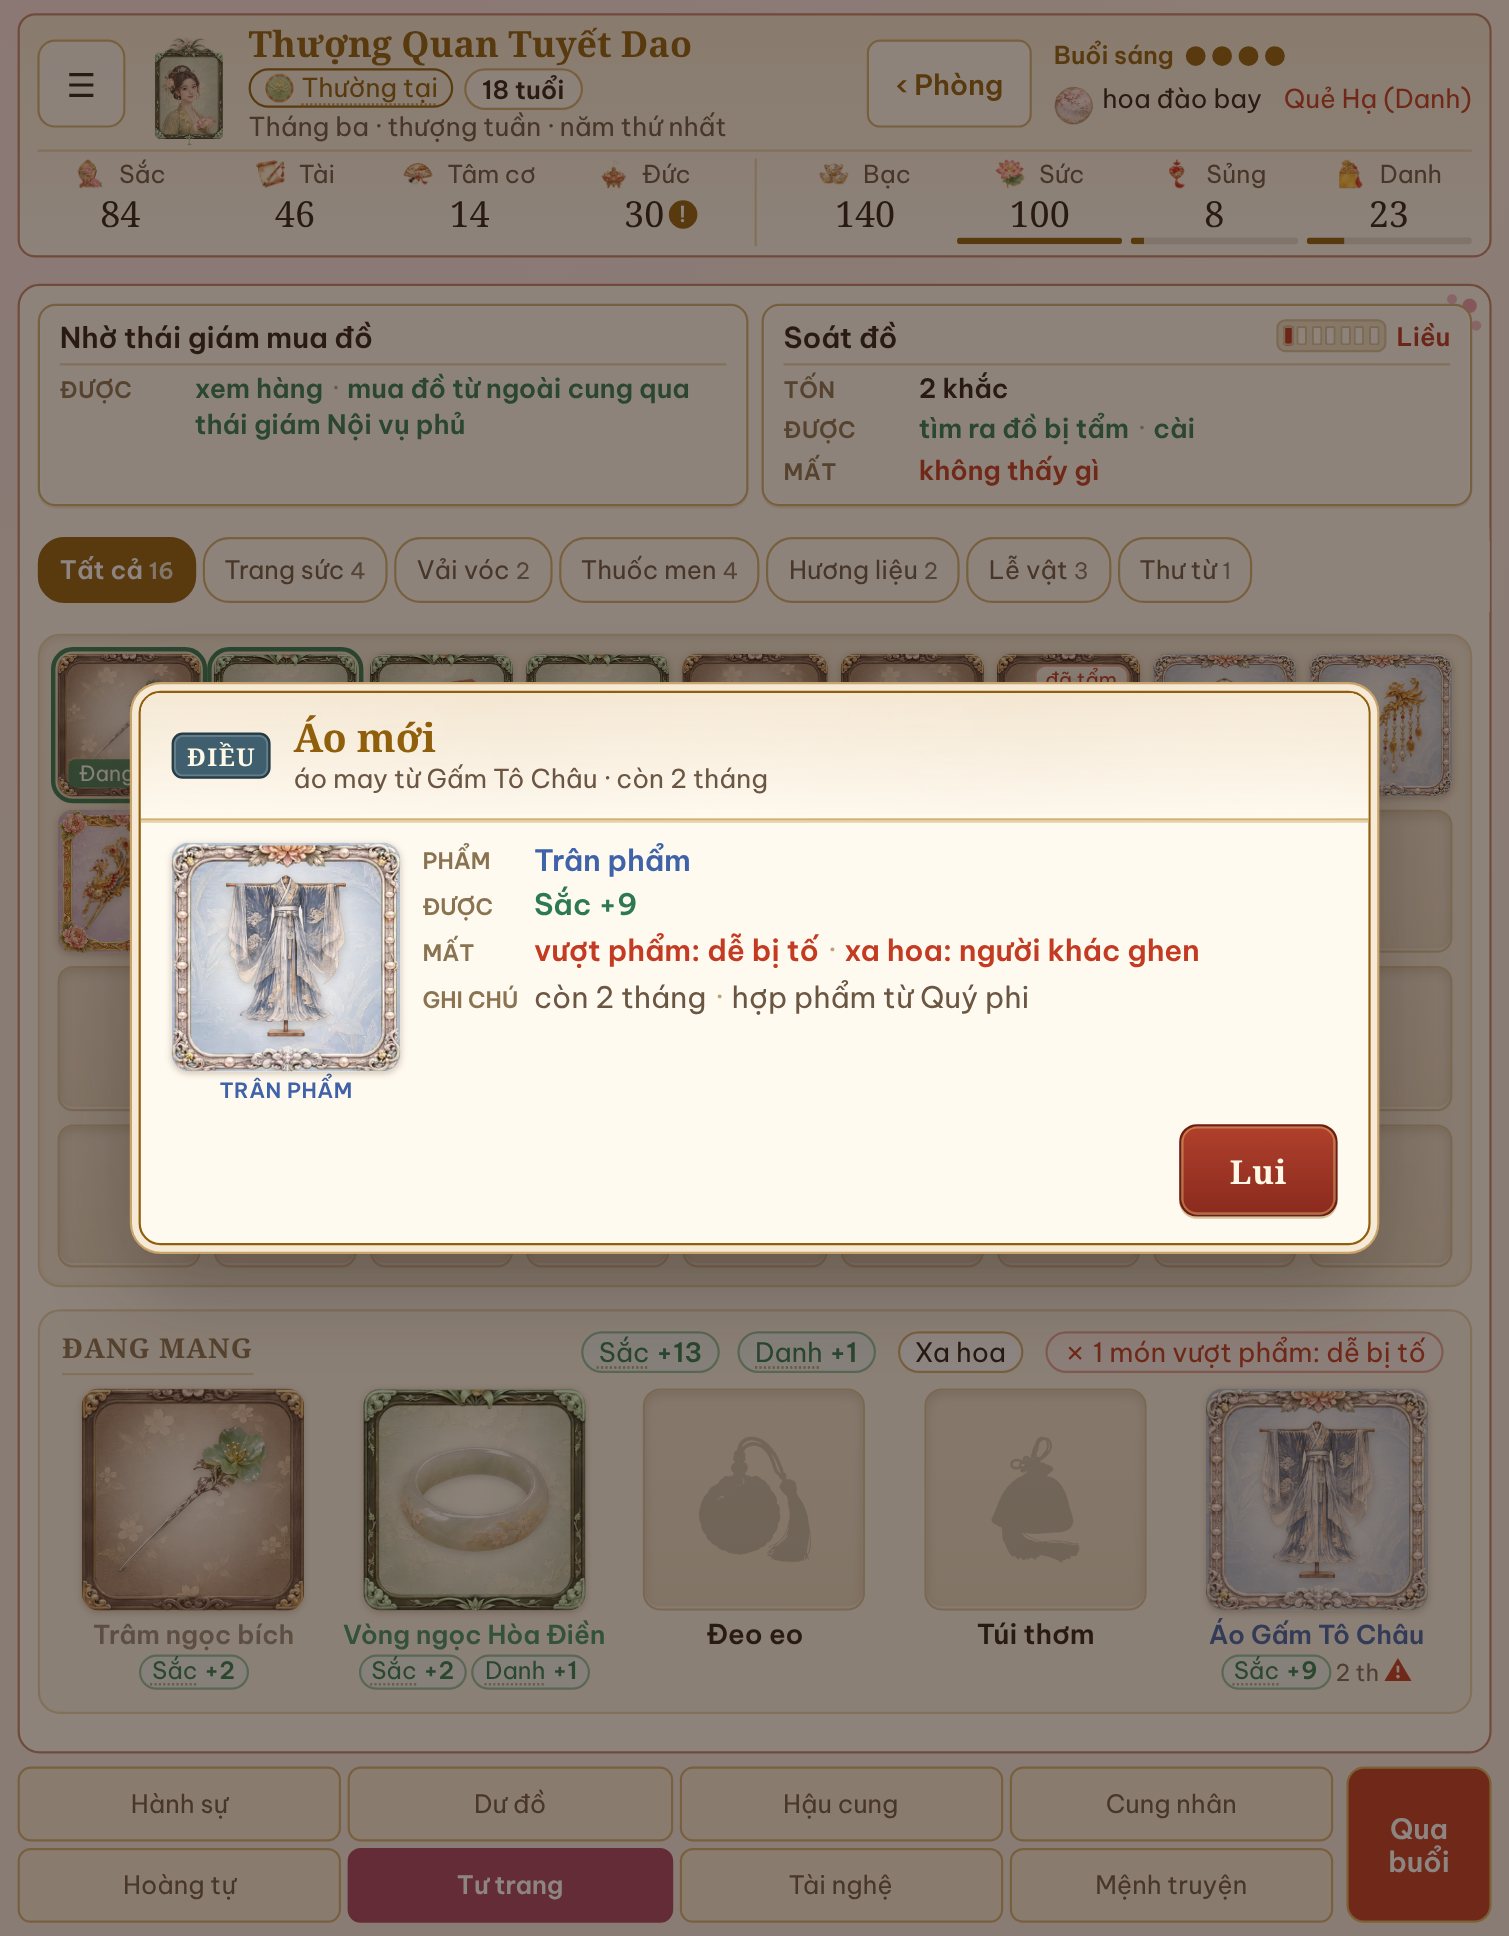 ☰
Thượng Quan Tuyết Dao
Thường tại
18 tuổi
Tháng ba · thượng tuần · năm thứ nhất
‹ Phòng
Buổi sáng
hoa đào bay Quẻ Hạ (Danh)
Sắc Tài Tâm cơ Đức Bạc Sức Sủng Danh
84 46 14 30 ! 140 100 8 23
Nhờ thái giám mua đồ
ĐƯỢC xem hàng · mua đồ từ ngoài cung qua
thái giám Nội vụ phủ
Soát đồ Liều
TỐN 2 khắc
ĐƯỢC tìm ra đồ bị tẩm · cài
MẤT không thấy gì
Tất cả 16 Trang sức 4 Vải vóc 2 Thuốc men 4 Hương liệu 2 Lễ vật 3 Thư từ 1
đã tẩm
Đang
ĐIỀU
Áo mới
áo may từ Gấm Tô Châu · còn 2 tháng
PHẨM Trân phẩm
ĐƯỢC Sắc +9
MẤT vượt phẩm: dễ bị tố · xa hoa: người khác ghen
GHI CHÚ còn 2 tháng · hợp phẩm từ Quý phi
TRÂN PHẨM
Lui
ĐANG MANG
Sắc +13 Danh +1 Xa hoa × 1 món vượt phẩm: dễ bị tố
Trâm ngọc bích Vòng ngọc Hòa Điền Đeo eo Túi thơm Áo Gấm Tô Châu
Sắc +2 Sắc +2 Danh +1 Sắc +9 2 th
Hành sự Dư đồ Hậu cung Cung nhân
Hoàng tự Tư trang Tài nghệ Mệnh truyện
Qua
buổi